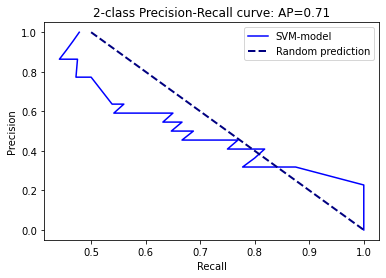 2-class Precision-Recall curve: AP=0.71
SVM-model
Random prediction
Precision
1.0
0.8
0.6
0.4
0.2
0.0
0.5 0.6 0.7 0.8 0.9 1.0
Recall